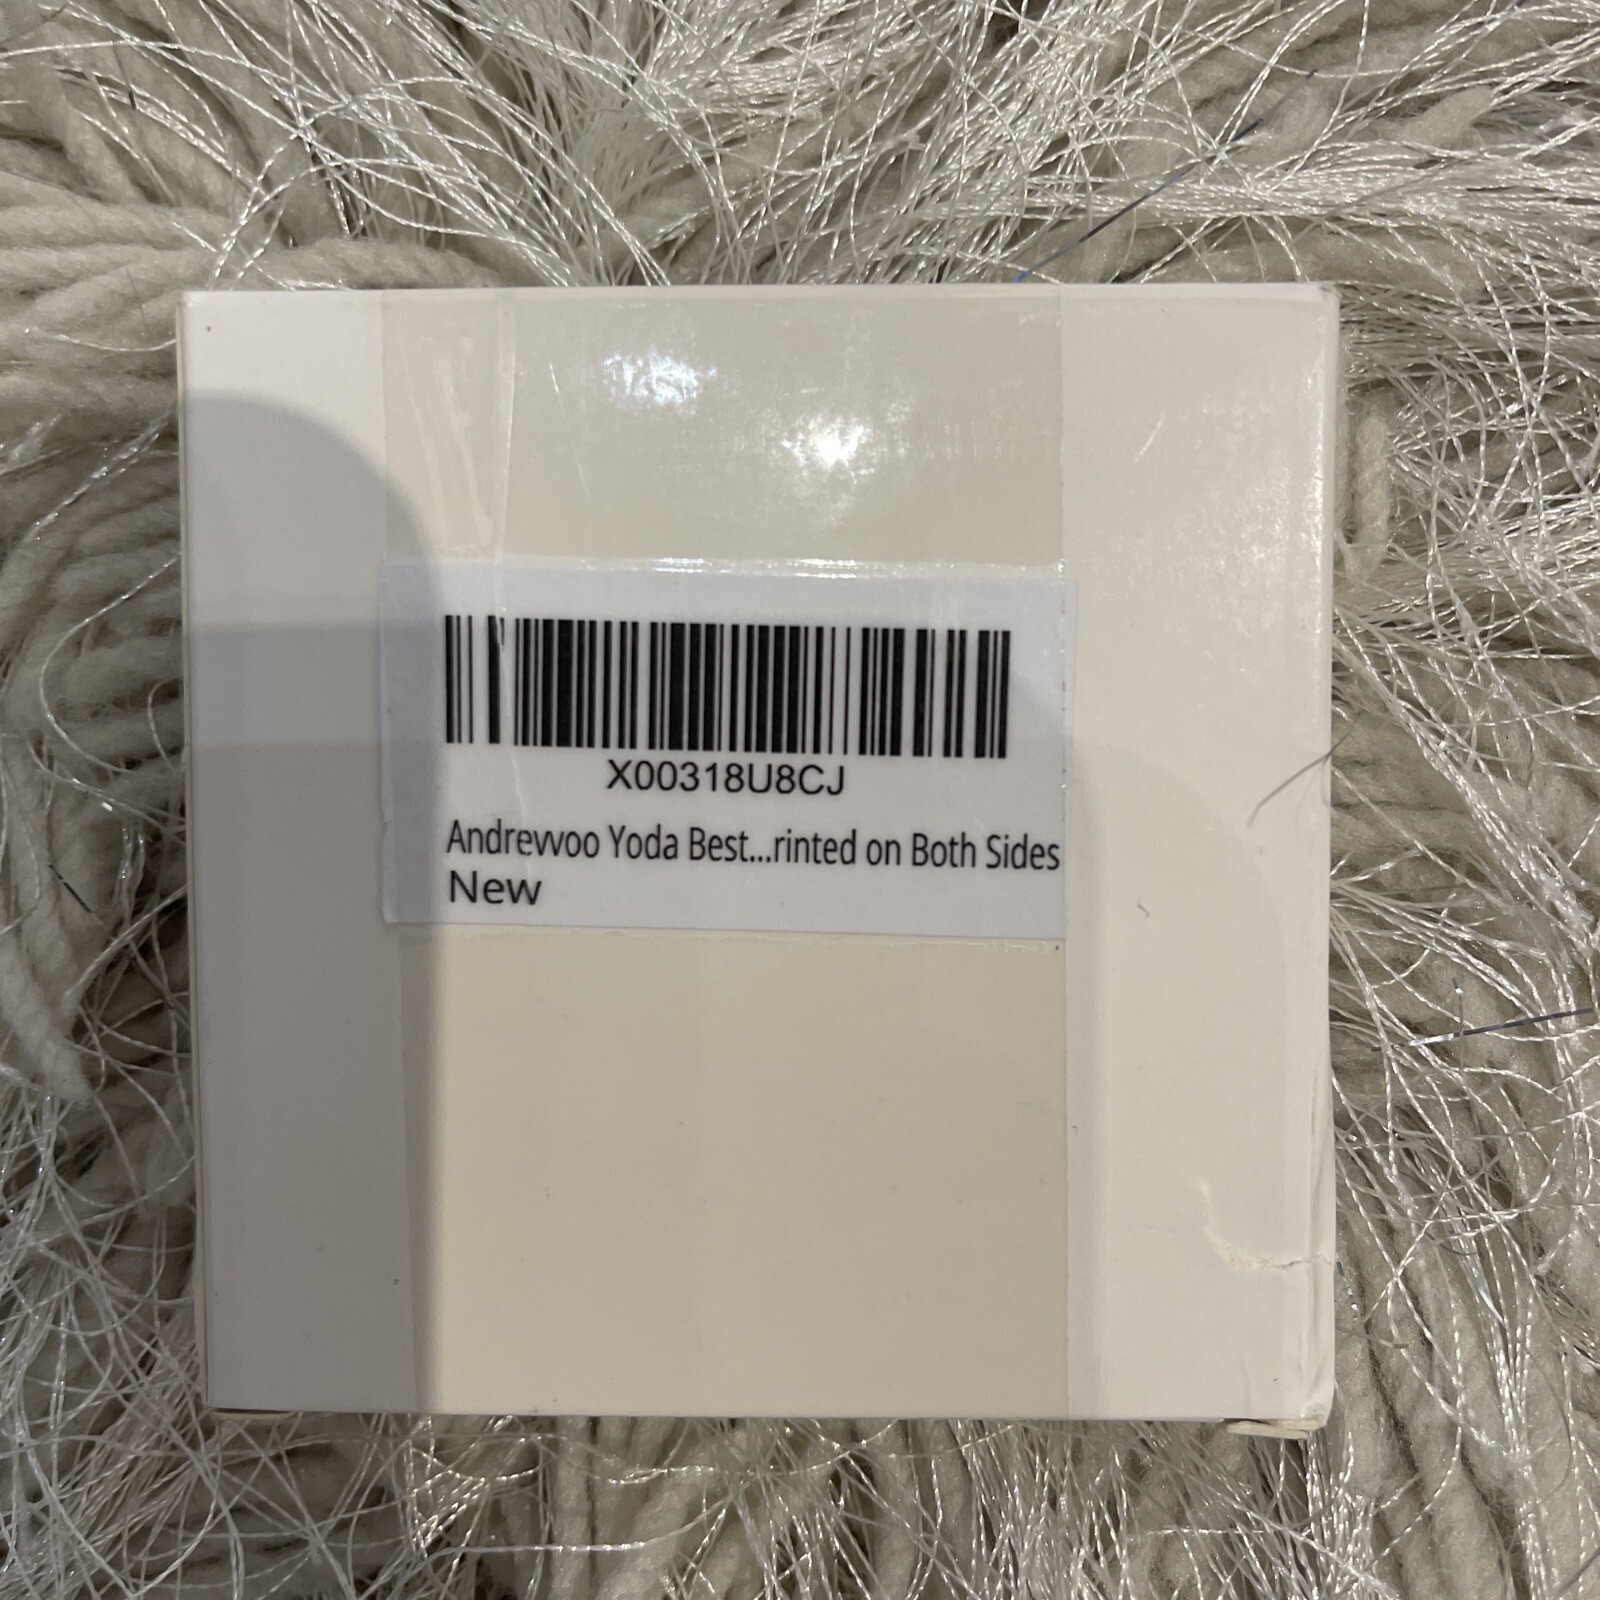 X00318U8CJ
Andrewoo Yoda Best...rinted on Both Sides
New